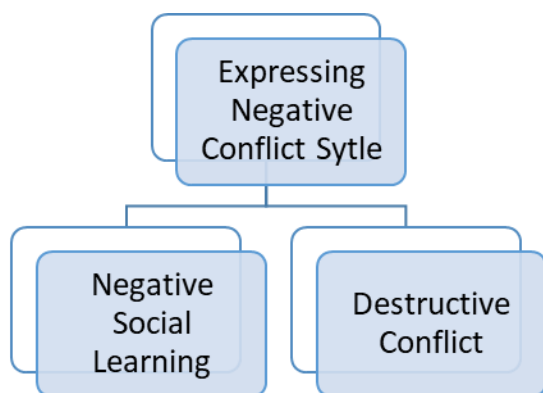 Expressing
Negative
Conflict Sytle
Negative
Social
Learning
Destructive
Conflict